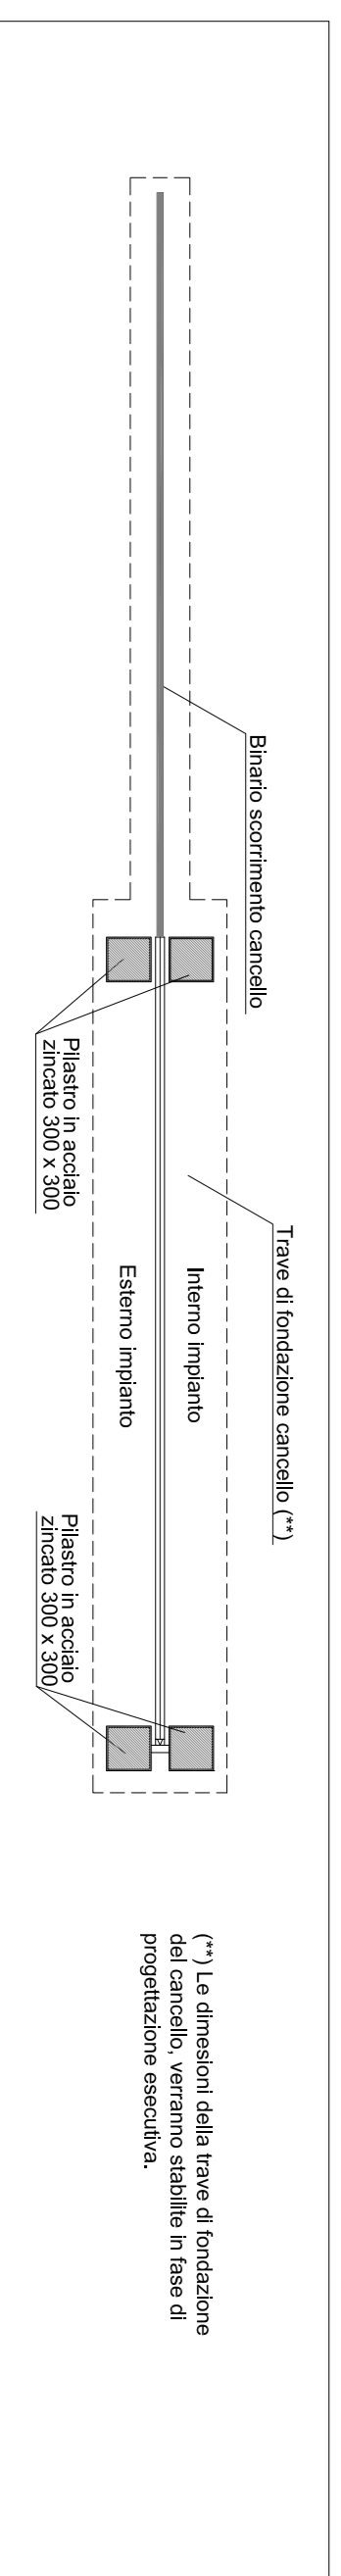 Binario scorrimento cancello
Trave di fondazione cancello (**)
Interno impianto
Esterno impianto
Pilastro in acciaio
zincato 300 x 300
Pilastro in acciaio
zincato 300 x 300
(**) Le dimesioni della trave di fondazione
del cancello, verranno stabilite in fase di
progettazione esecutiva.